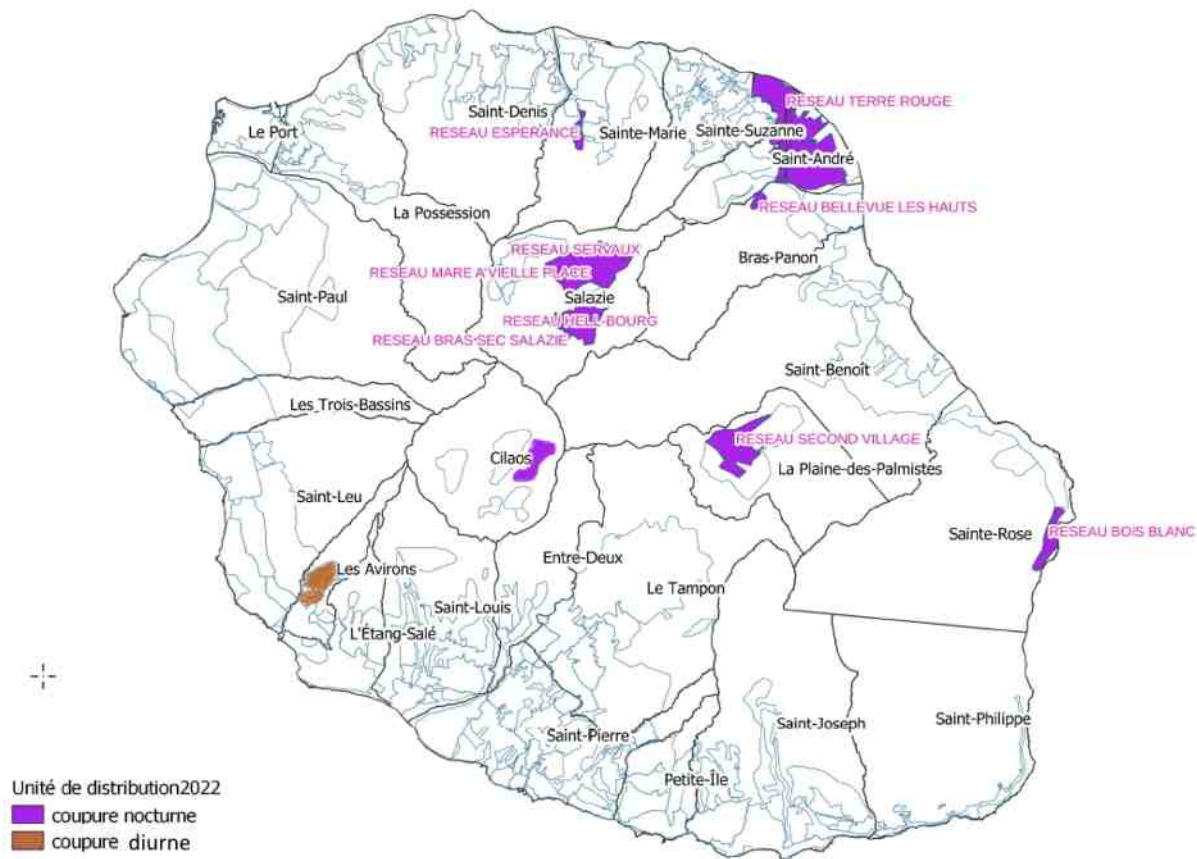 RESEAU TERRE ROUGE
Saint-Denis
Le Port
RESEAU ESPERANCE
Sainte-Marie
Sainte-Suzanne
Saint-André
RESEAU BELLEVUE LES HAUTS
La Possession
RESEAU SERVAUX
Bras-Panon
RESEAU MARE A VIEILLE PLACE
Saint-Paul
Salazie
RESEAU HELL-BOURG
RESEAU BRAS SEC SALAZIE
Saint-Benoît
Les Trois-Bassins
RESEAU SECOND VILLAGE
Cilaos
La Plaine-des-Palmistes
Saint-Leu
Sainte-Rose
RESEAU BOIS BLANC
Entre-Deux
Les Avirons
Le Tampon
Saint-Louis
L'Étang-Salé
Saint-Philippe
Saint-Joseph
Saint-Pierre
Petite-Île
Unité de distribution2022
coupure nocturne
coupure diurne